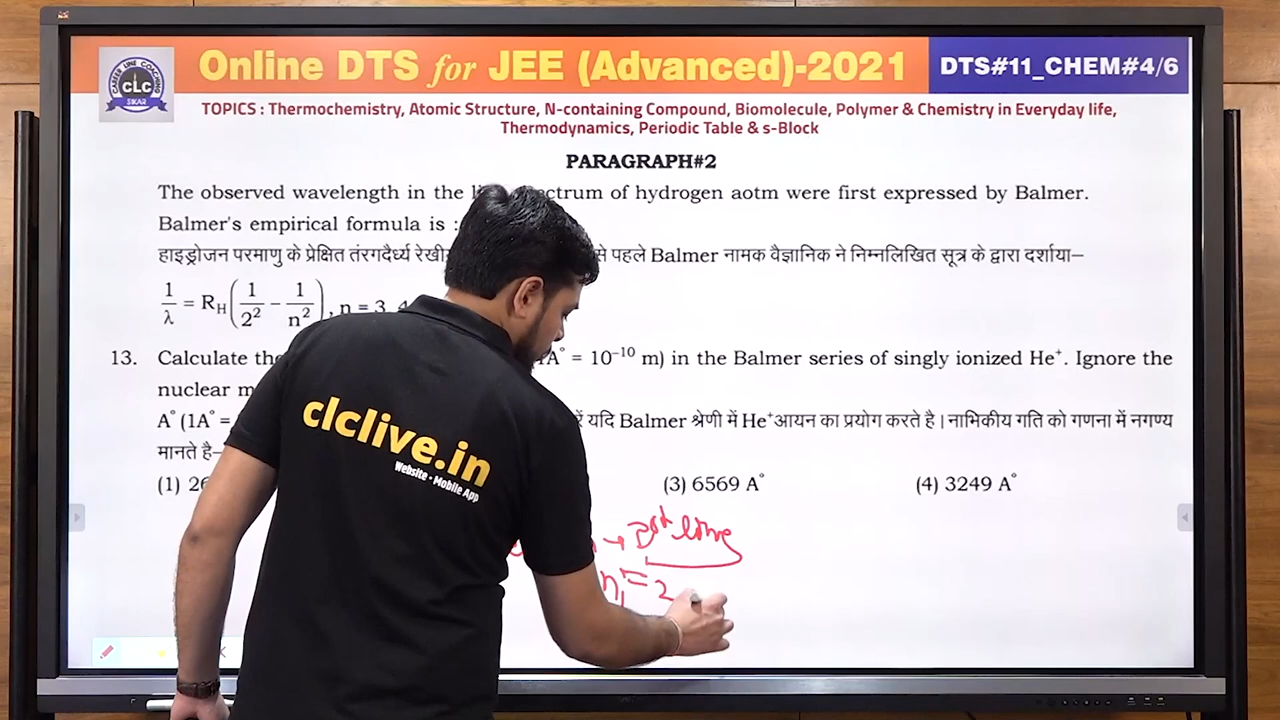 Online DTS for JEE (Advanced)-2021
DTS#11_CHEM#4/6
CAREER LINE COACHING
CLC
SIKAR
TOPICS : Thermochemistry, Atomic Structure, N-containing Compound, Biomolecule, Polymer & Chemistry in Everyday life,
Thermodynamics, Periodic Table & s-Block
PARAGRAPH#2
The observed wavelength in the spectrum of hydrogen aotm were first expressed by Balmer.
Balmer's empirical formula is :
हाइड्रोजन परमाणु के प्रेक्षित तंरगदैर्ध्य से पहले Balmer नामक वैज्ञानिक ने निम्नलिखित सूत्र के द्वारा दर्शाया–
1/λ = R_H(1/2² − 1/n²), n = 3,
13. Calculate the A° = 10⁻¹⁰ m) in the Balmer series of singly ionized He⁺. Ignore the
nuclear
A° (1A° = यदि Balmer श्रेणी में He⁺आयन का प्रयोग करते है। नाभिकीय गति को गणना में नगण्य
मानते है–
(1) (3) 6569 A° (4) 3249 A°
line
n₁ = 2
clclive.in
Website • Mobile App